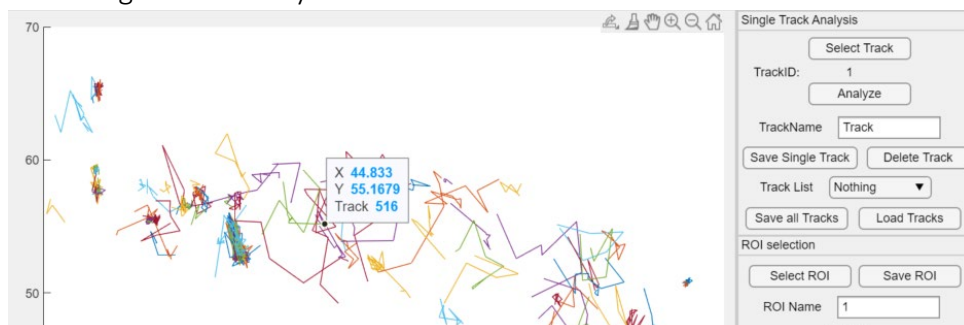 70
60
50
X 44.833
Y 55.1679
Track 516
Single Track Analysis
Select Track
TrackID: 1
Analyze
TrackName Track
Save Single Track Delete Track
Track List Nothing
Save all Tracks Load Tracks
ROI selection
Select ROI Save ROI
ROI Name 1